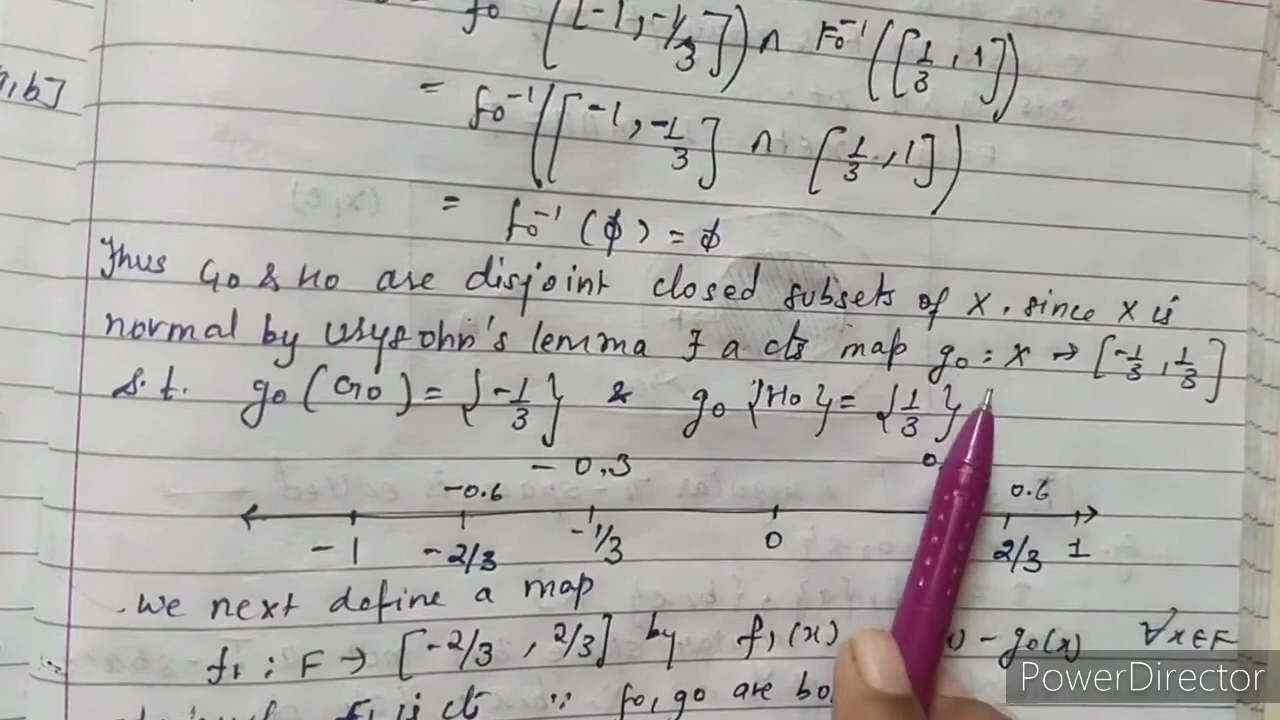 f₀ ([-1, -1/3]) ∩ F₀⁻¹([1/3, 1])
,b]
= f₀⁻¹([-1, -1/3] ∩ [1/3, 1])
= f₀⁻¹(ϕ) = ϕ
Thus G₀ & H₀ are disjoint closed subsets of X. since X is
normal by Urysohn's lemma ∃ a cts map g₀ : X → [-1/3, 1/3]
s.t. g₀(G₀) = {-1/3} & g₀{H₀} = {1/3}
-0.3 0
-0.6 0.6
-1 -2/3 -1/3 0 2/3 1
.we next define a map
f₁ : F → [-2/3, 2/3] by f₁(x) - g₀(x) ∀x∈F
F₁ is cts ∵ f₀, g₀ are
PowerDirector